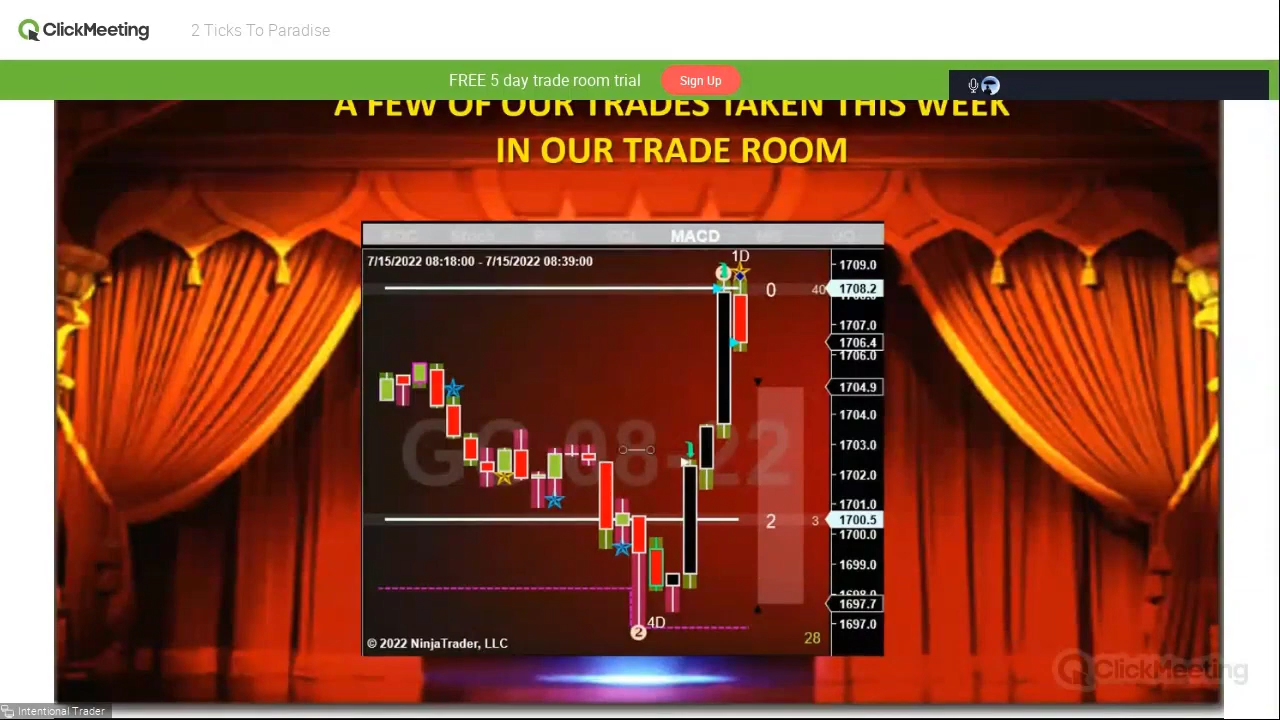 ClickMeeting
2 Ticks To Paradise
FREE 5 day trade room trial
Sign Up
A FEW OF OUR TRADES TAKEN THIS WEEK
IN OUR TRADE ROOM
MACD
7/15/2022 08:18:00 - 7/15/2022 08:39:00
1D
1709.0
0
40
1708.2
1707.0
1706.4
1706.0
1704.9
1704.0
1703.0
GC 08-22
1702.0
1701.0
2
3
1700.5
1700.0
1699.0
1697.7
4D
1697.0
2
28
© 2022 NinjaTrader, LLC
ClickMeeting
Intentional Trader